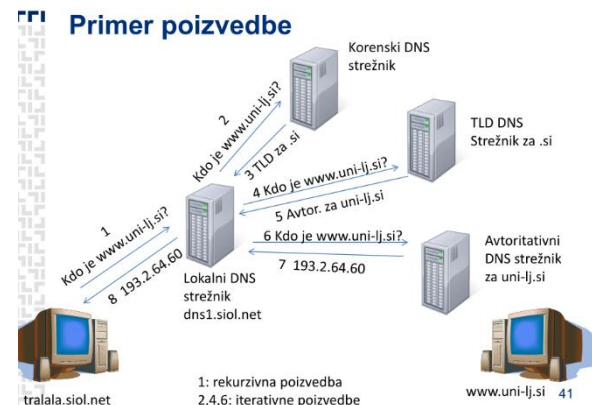 Primer poizvedbe
Korenski DNS
strežnik
2
Kdo je www.uni-lj.si?
3 TLD za .si
TLD DNS
Strežnik za .si
4 Kdo je www.uni-lj.si?
5 Avtor. za uni-lj.si
1
Kdo je www.uni-lj.si?
8 193.2.64.60
6 Kdo je www.uni-lj.si?
7 193.2.64.60
Lokalni DNS
strežnik
dns1.siol.net
Avtoritativni
DNS strežnik
za uni-lj.si
tralala.siol.net
1: rekurzivna poizvedba
2,4,6: iterativne poizvedbe
www.uni-lj.si
41